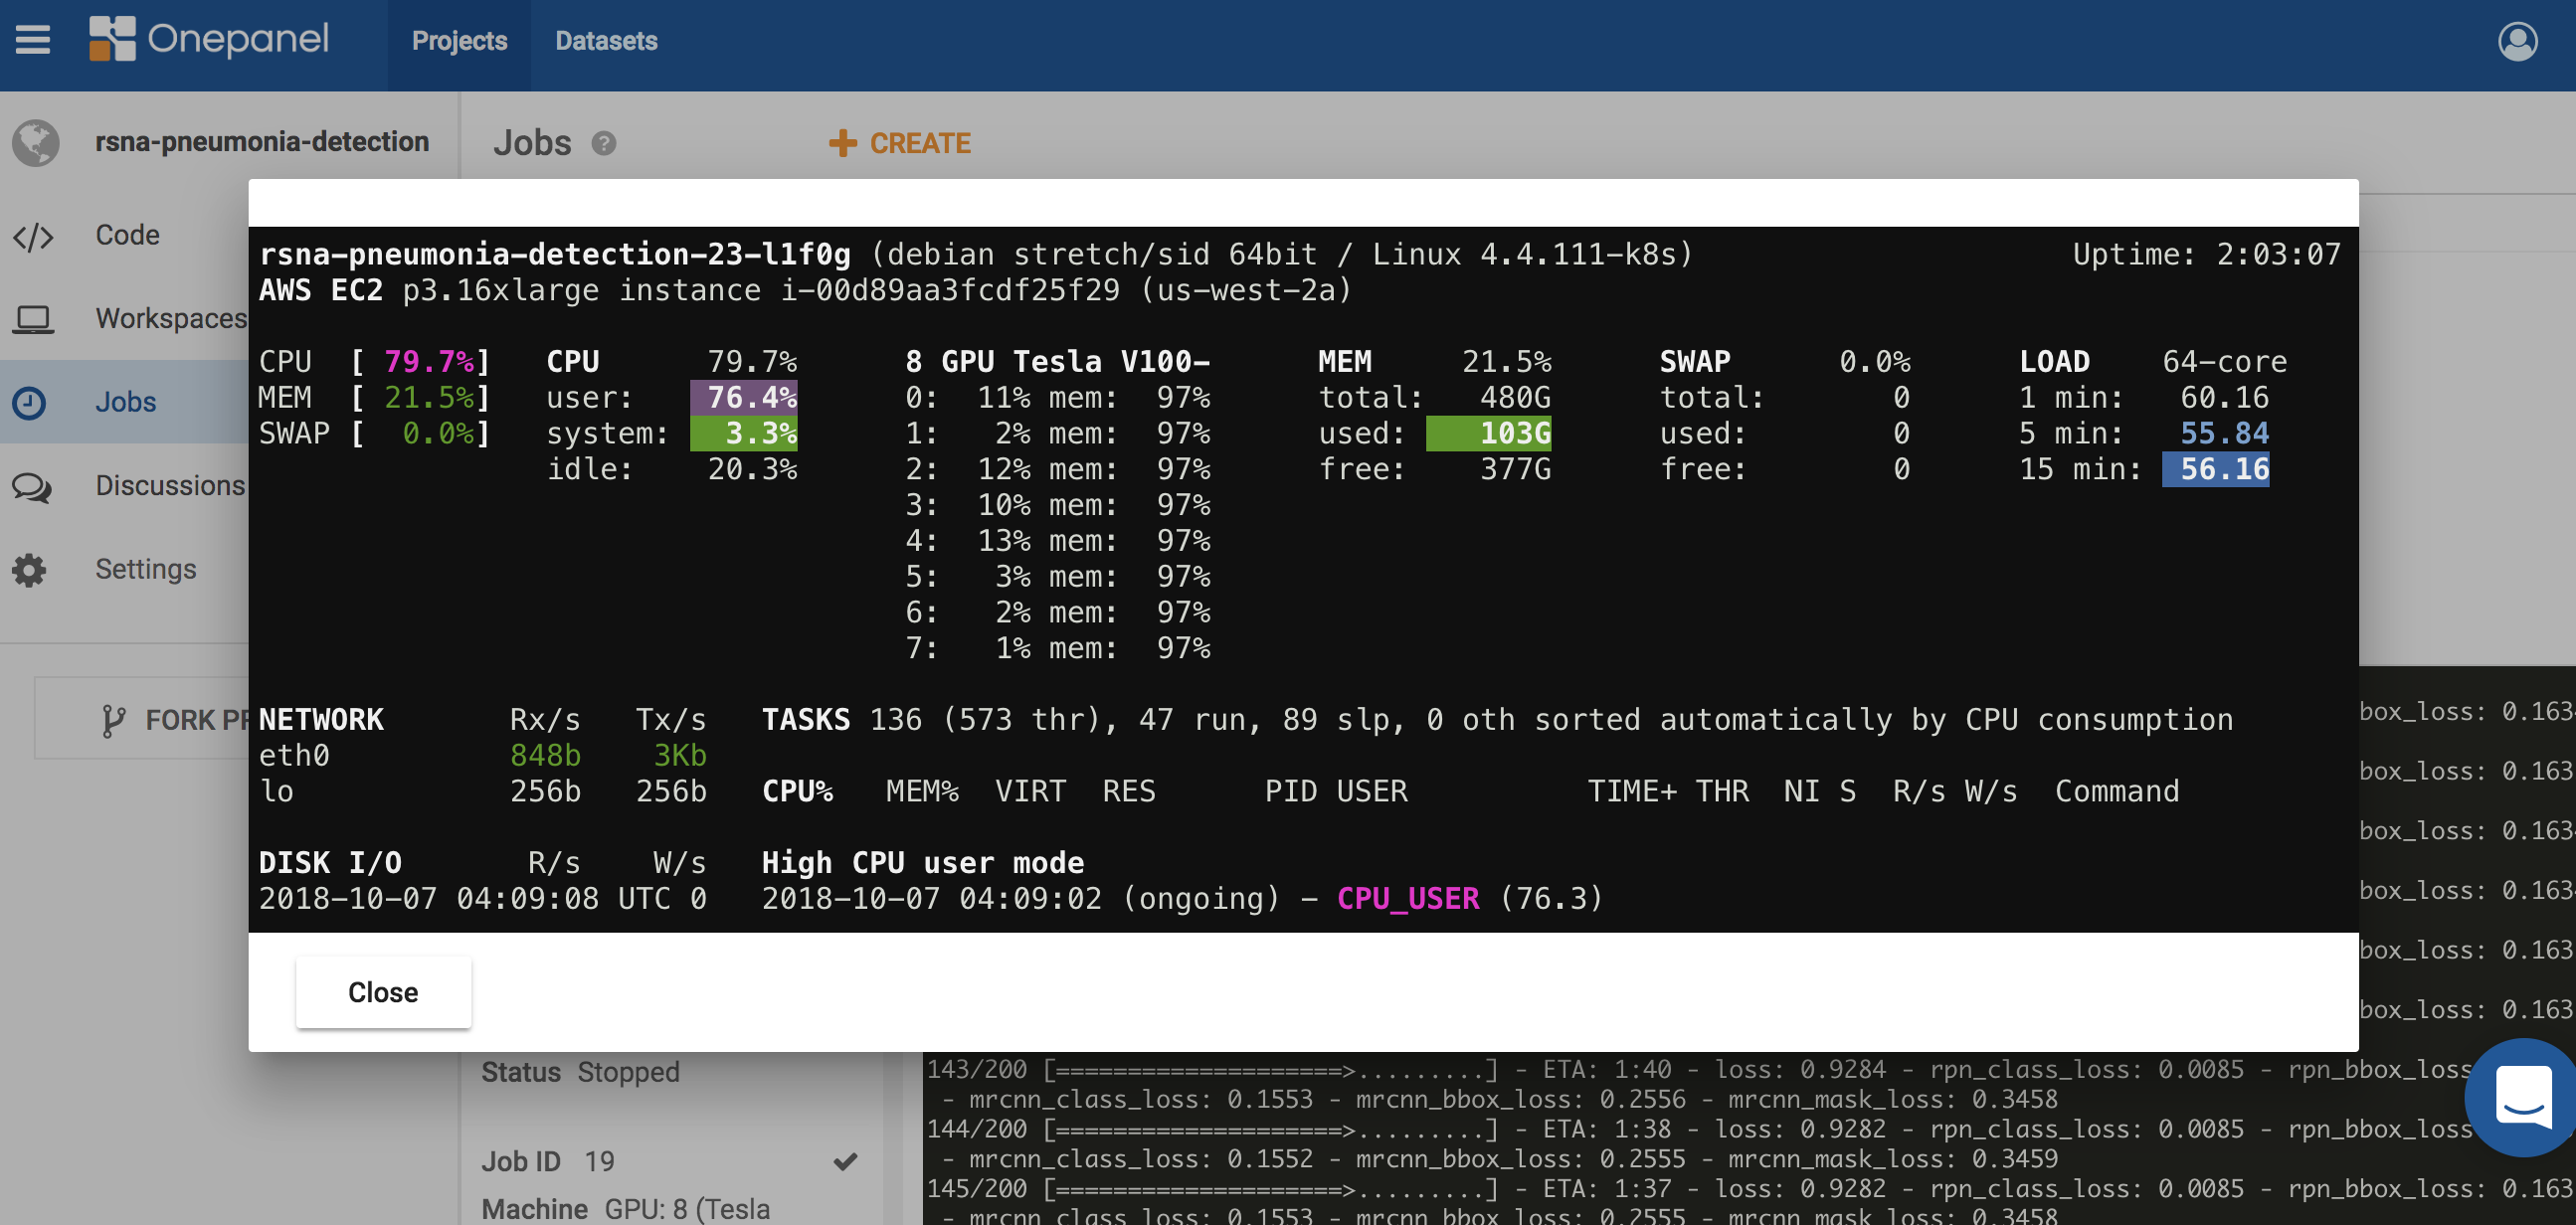 Onepanel
Projects
Datasets
rsna-pneumonia-detection
Jobs ?
CREATE
Code
Workspaces
Jobs
Discussions
Settings
FORK
rsna-pneumonia-detection-23-l1f0g (debian stretch/sid 64bit / Linux 4.4.111-k8s) Uptime: 2:03:07
AWS EC2 p3.16xlarge instance i-00d89aa3fcdf25f29 (us-west-2a)
CPU [ 79.7%] CPU 79.7% 8 GPU Tesla V100- MEM 21.5% SWAP 0.0% LOAD 64-core
MEM [ 21.5%] user: 76.4% 0: 11% mem: 97% total: 480G total: 0 1 min: 60.16
SWAP [ 0.0%] system: 3.3% 1: 2% mem: 97% used: 103G used: 0 5 min: 55.84
idle: 20.3% 2: 12% mem: 97% free: 377G free: 0 15 min: 56.16
3: 10% mem: 97%
4: 13% mem: 97%
5: 3% mem: 97%
6: 2% mem: 97%
7: 1% mem: 97%
NETWORK Rx/s Tx/s TASKS 136 (573 thr), 47 run, 89 slp, 0 oth sorted automatically by CPU consumption
eth0 848b 3Kb
lo 256b 256b CPU% MEM% VIRT RES PID USER TIME+ THR NI S R/s W/s Command
DISK I/O R/s W/s High CPU user mode
2018-10-07 04:09:08 UTC 0 2018-10-07 04:09:02 (ongoing) - CPU_USER (76.3)
Close
bbox_loss: 0.163
bbox_loss: 0.163
bbox_loss: 0.163
bbox_loss: 0.163
bbox_loss: 0.163
bbox_loss: 0.163
Status Stopped
Job ID 19
Machine GPU: 8 (Tesla
143/200 [====================>.........] - ETA: 1:40 - loss: 0.9284 - rpn_class_loss: 0.0085 - rpn_bbox_loss
- mrcnn_class_loss: 0.1553 - mrcnn_bbox_loss: 0.2556 - mrcnn_mask_loss: 0.3458
144/200 [====================>.........] - ETA: 1:38 - loss: 0.9282 - rpn_class_loss: 0.0085 - rpn_bbox_loss
- mrcnn_class_loss: 0.1552 - mrcnn_bbox_loss: 0.2555 - mrcnn_mask_loss: 0.3459
145/200 [====================>.........] - ETA: 1:37 - loss: 0.9282 - rpn_class_loss: 0.0085 - rpn_bbox_loss: 0.163
- mrcnn_class_loss: 0.1553 - mrcnn_bbox_loss: 0.2555 - mrcnn_mask_loss: 0.3458